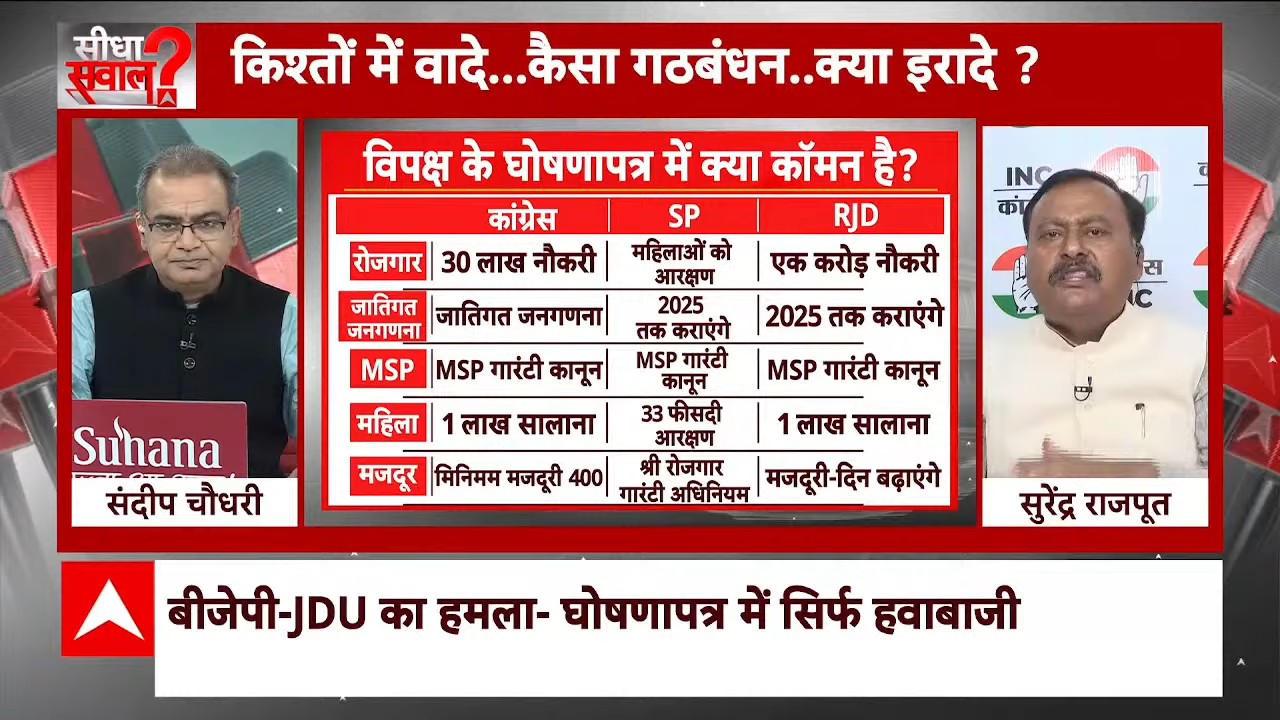 सीधा
सवाल?
किश्तों में वादे...कैसा गठबंधन..क्या इरादे ?
विपक्ष के घोषणापत्र में क्या कॉमन है?
कांग्रेस SP RJD
रोजगार 30 लाख नौकरी महिलाओं को आरक्षण एक करोड़ नौकरी
जातिगत जनगणना जातिगत जनगणना 2025 तक कराएंगे 2025 तक कराएंगे
MSP MSP गारंटी कानून MSP गारंटी कानून MSP गारंटी कानून
महिला 1 लाख सालाना 33 फीसदी आरक्षण 1 लाख सालाना
मजदूर मिनिमम मजदूरी 400 श्री रोजगार गारंटी अधिनियम मजदूरी-दिन बढ़ाएंगे
Suhana
संदीप चौधरी
INC
सुरेंद्र राजपूत
बीजेपी-JDU का हमला- घोषणापत्र में सिर्फ हवाबाजी